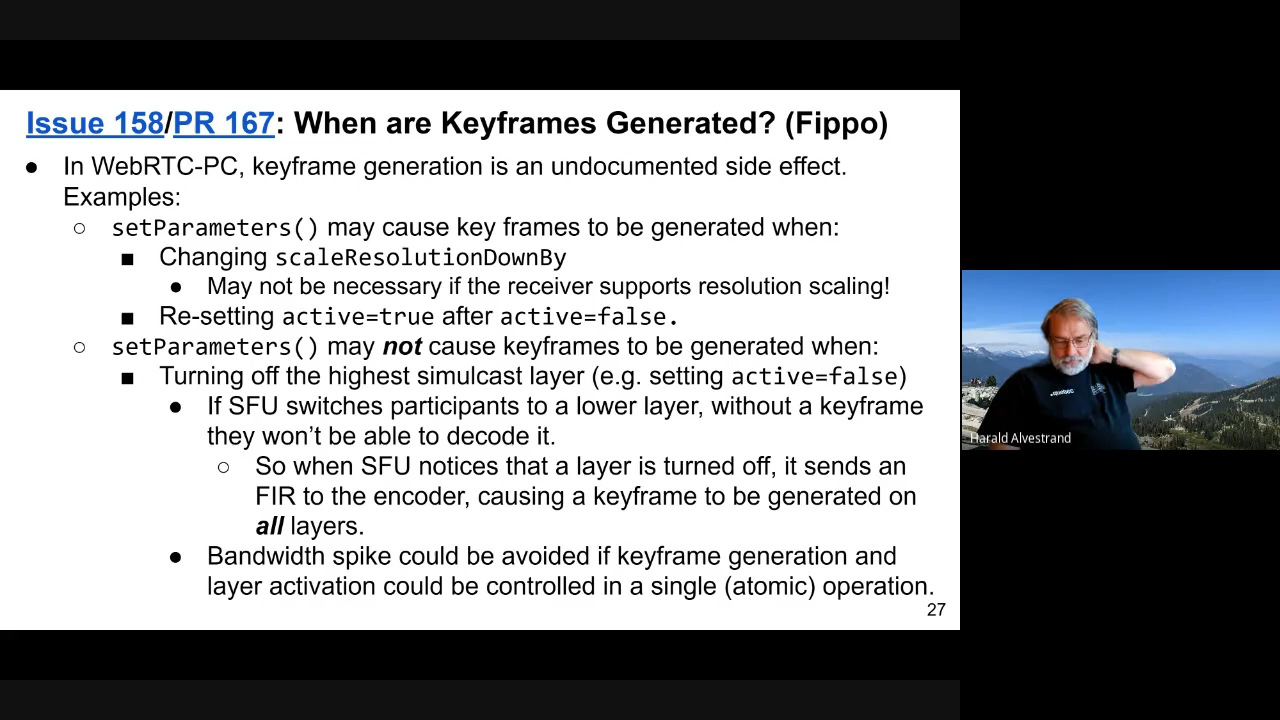 Issue 158/PR 167: When are Keyframes Generated? (Fippo)
● In WebRTC-PC, keyframe generation is an undocumented side effect.
Examples:
○ setParameters() may cause key frames to be generated when:
■ Changing scaleResolutionDownBy
● May not be necessary if the receiver supports resolution scaling!
■ Re-setting active=true after active=false.
○ setParameters() may not cause keyframes to be generated when:
■ Turning off the highest simulcast layer (e.g. setting active=false)
● If SFU switches participants to a lower layer, without a keyframe
they won’t be able to decode it.
○ So when SFU notices that a layer is turned off, it sends an
FIR to the encoder, causing a keyframe to be generated on
all layers.
● Bandwidth spike could be avoided if keyframe generation and
layer activation could be controlled in a single (atomic) operation.
27
Harald Alvestrand